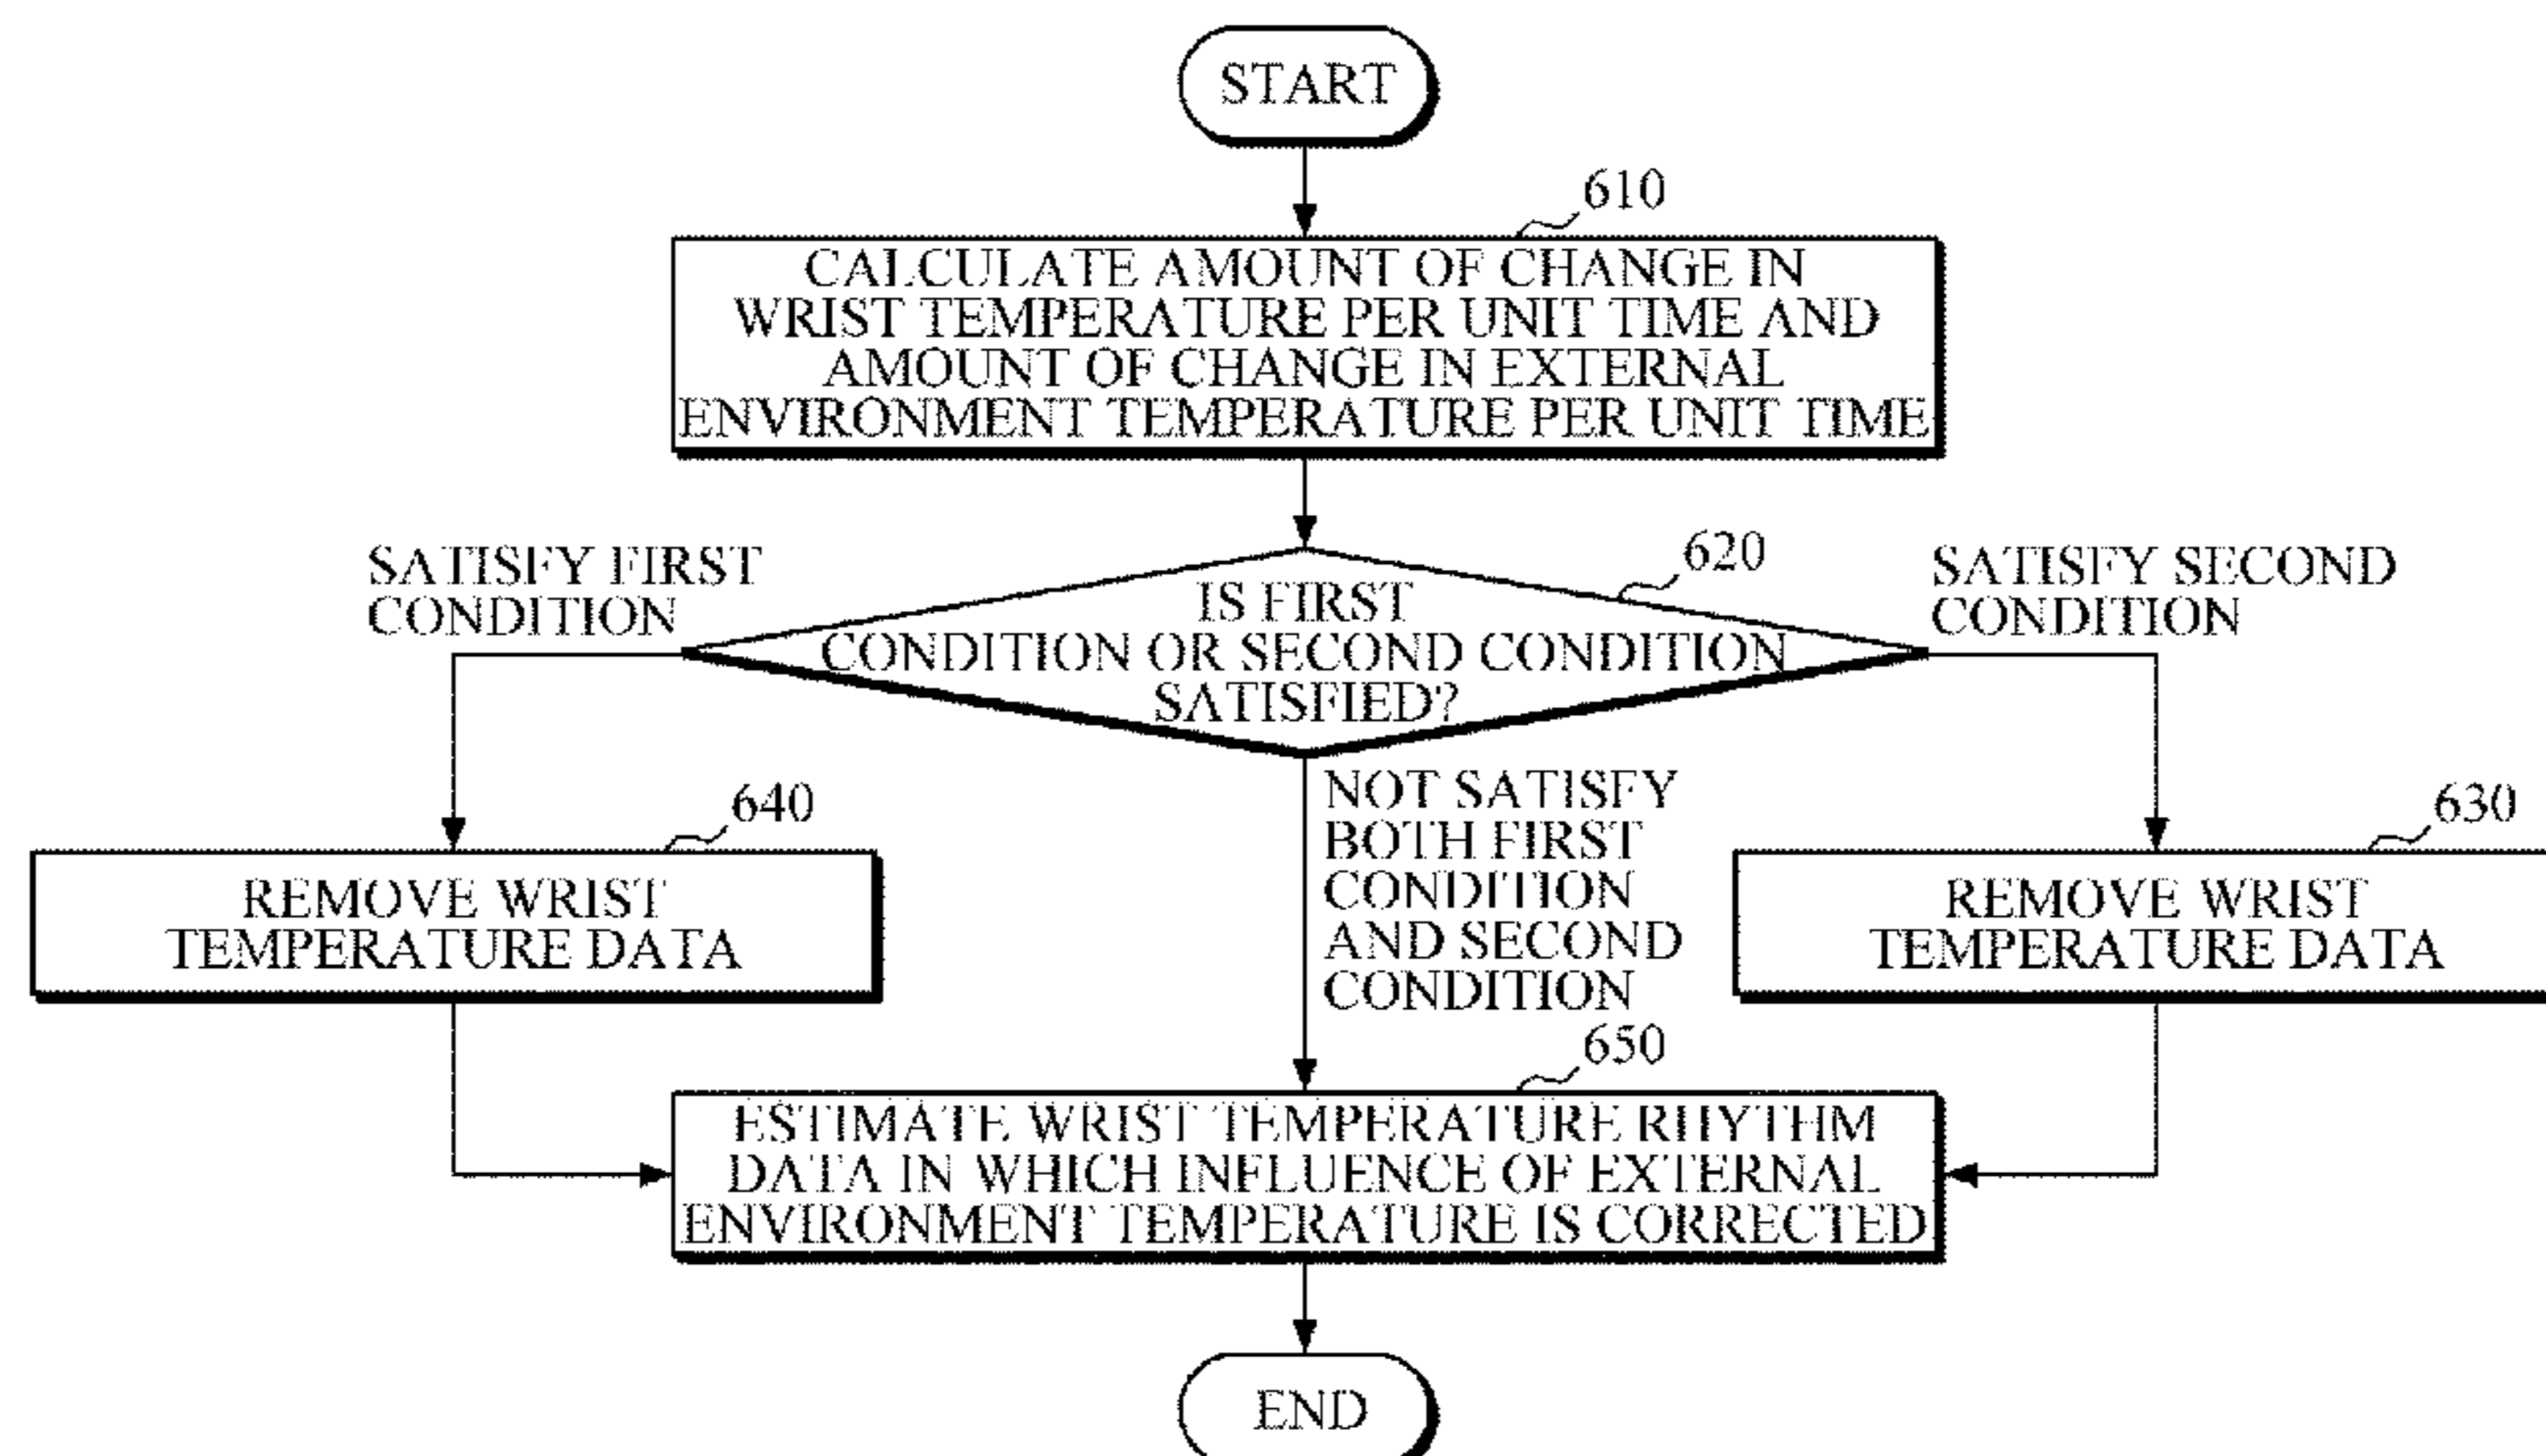 START
610
CALCULATE AMOUNT OF CHANGE IN
WRIST TEMPERATURE PER UNIT TIME AND
AMOUNT OF CHANGE IN EXTERNAL
ENVIRONMENT TEMPERATURE PER UNIT TIME
620
SATISFY FIRST
CONDITION
IS FIRST
CONDITION OR SECOND CONDITION
SATISFIED?
SATISFY SECOND
CONDITION
640
REMOVE WRIST
TEMPERATURE DATA
NOT SATISFY
BOTH FIRST
CONDITION
AND SECOND
CONDITION
630
REMOVE WRIST
TEMPERATURE DATA
650
ESTIMATE WRIST TEMPERATURE RHYTHM
DATA IN WHICH INFLUENCE OF EXTERNAL
ENVIRONMENT TEMPERATURE IS CORRECTED
END